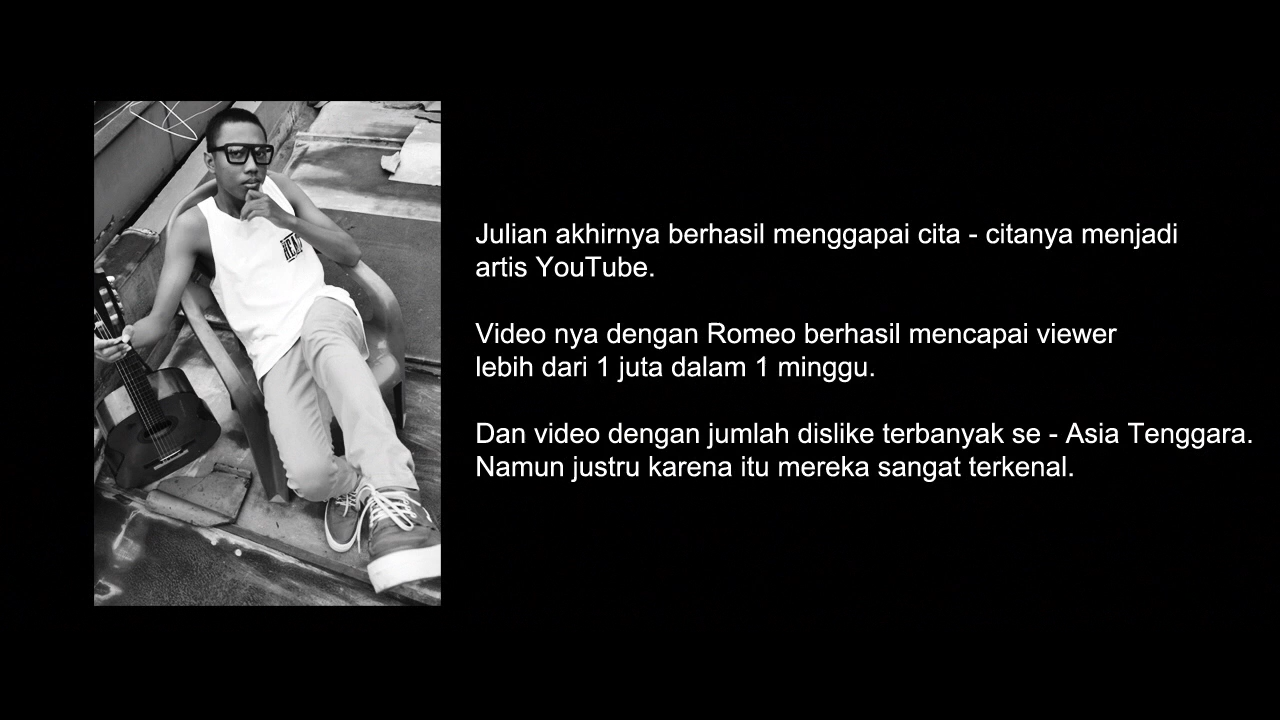 Julian akhirnya berhasil menggapai cita - citanya menjadi
artis YouTube.
Video nya dengan Romeo berhasil mencapai viewer
lebih dari 1 juta dalam 1 minggu.
Dan video dengan jumlah dislike terbanyak se - Asia Tenggara.
Namun justru karena itu mereka sangat terkenal.